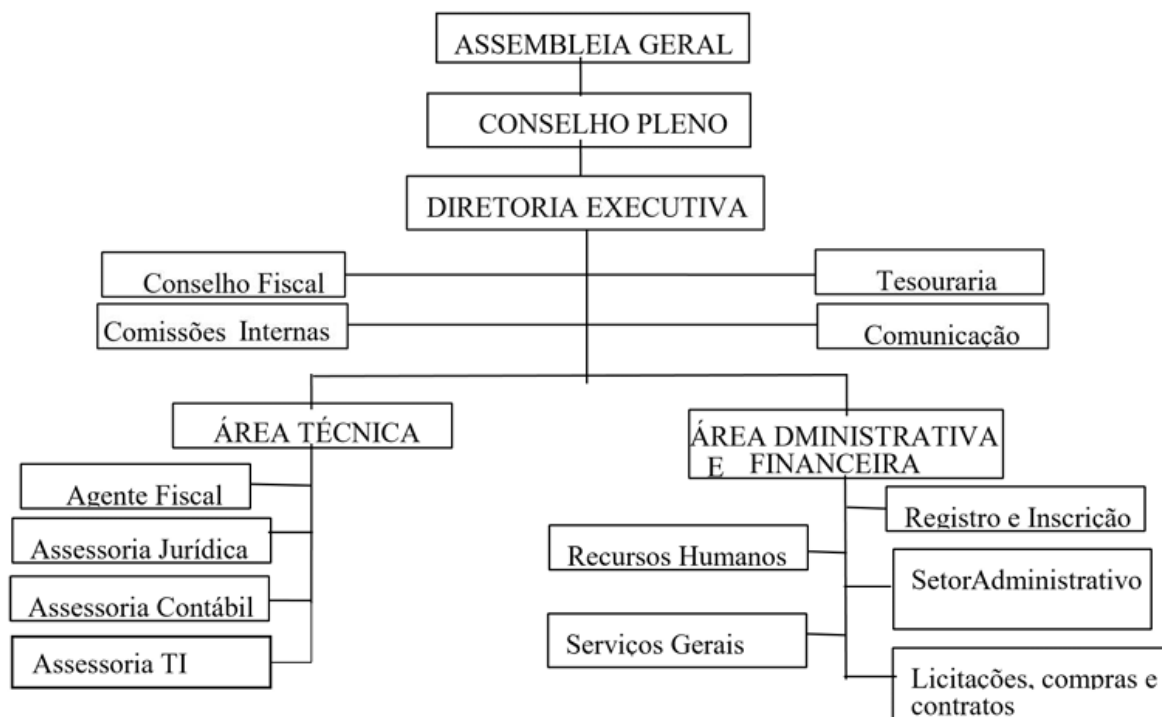 ASSEMBLEIA GERAL
CONSELHO PLENO
DIRETORIA EXECUTIVA
Conselho Fiscal
Tesouraria
Comissões Internas
Comunicação
ÁREA TÉCNICA
ÁREA DMINISTRATIVA
E FINANCEIRA
Agente Fiscal
Assessoria Jurídica
Assessoria Contábil
Assessoria TI
Registro e Inscrição
Recursos Humanos
SetorAdministrativo
Serviços Gerais
Licitações, compras e
contratos